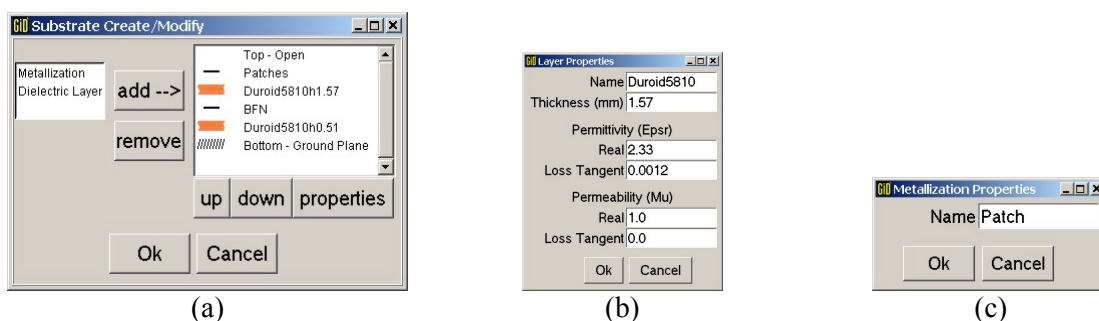 GiD Substrate Create/Modify
Metallization
Dielectric Layer
add -->
remove
Top - Open
Patches
Duroid5810h1.57
BFN
Duroid5810h0.51
Bottom - Ground Plane
up down properties
Ok Cancel
(a)
GiD Layer Properties
Name Duroid5810
Thickness (mm) 1.57
Permittivity (Epsr)
Real 2.33
Loss Tangent 0.0012
Permeability (Mu)
Real 1.0
Loss Tangent 0.0
Ok Cancel
(b)
GiD Metallization Properties
Name Patch
Ok Cancel
(c)